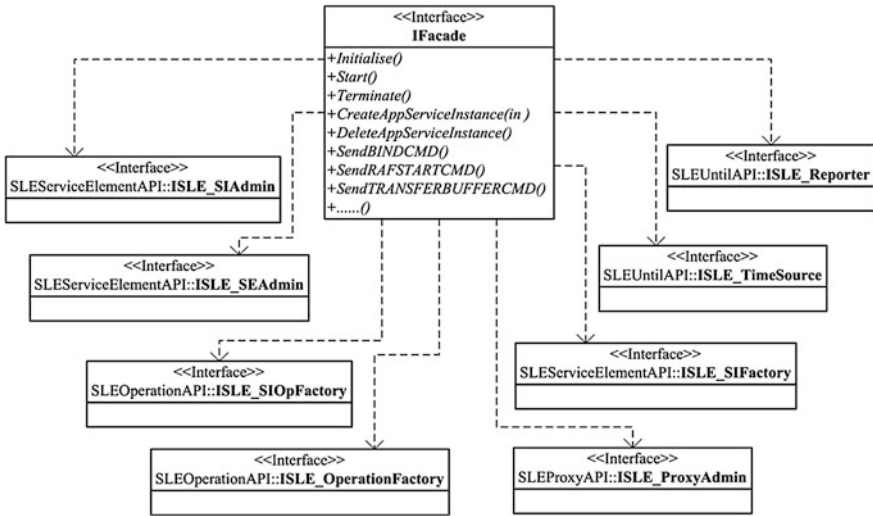 <<Interface>>
IFacade
+Initialise()
+Start()
+Terminate()
+CreateAppServiceInstance(in )
+DeleteAppServiceInstance()
+SendBINDCMD()
+SendRAFSTARTCMD()
+SendTRANSFERBUFFERCMD()
+......()
<<Interface>>
SLEServiceElementAPI::ISLE_SIAdmin
<<Interface>>
SLEUntilAPI::ISLE_Reporter
<<Interface>>
SLEServiceElementAPI::ISLE_SEAdmin
<<Interface>>
SLEUntilAPI::ISLE_TimeSource
<<Interface>>
SLEOperationAPI::ISLE_SIOpFactory
<<Interface>>
SLEServiceElementAPI::ISLE_SIFactory
<<Interface>>
SLEOperationAPI::ISLE_OperationFactory
<<Interface>>
SLEProxyAPI::ISLE_ProxyAdmin